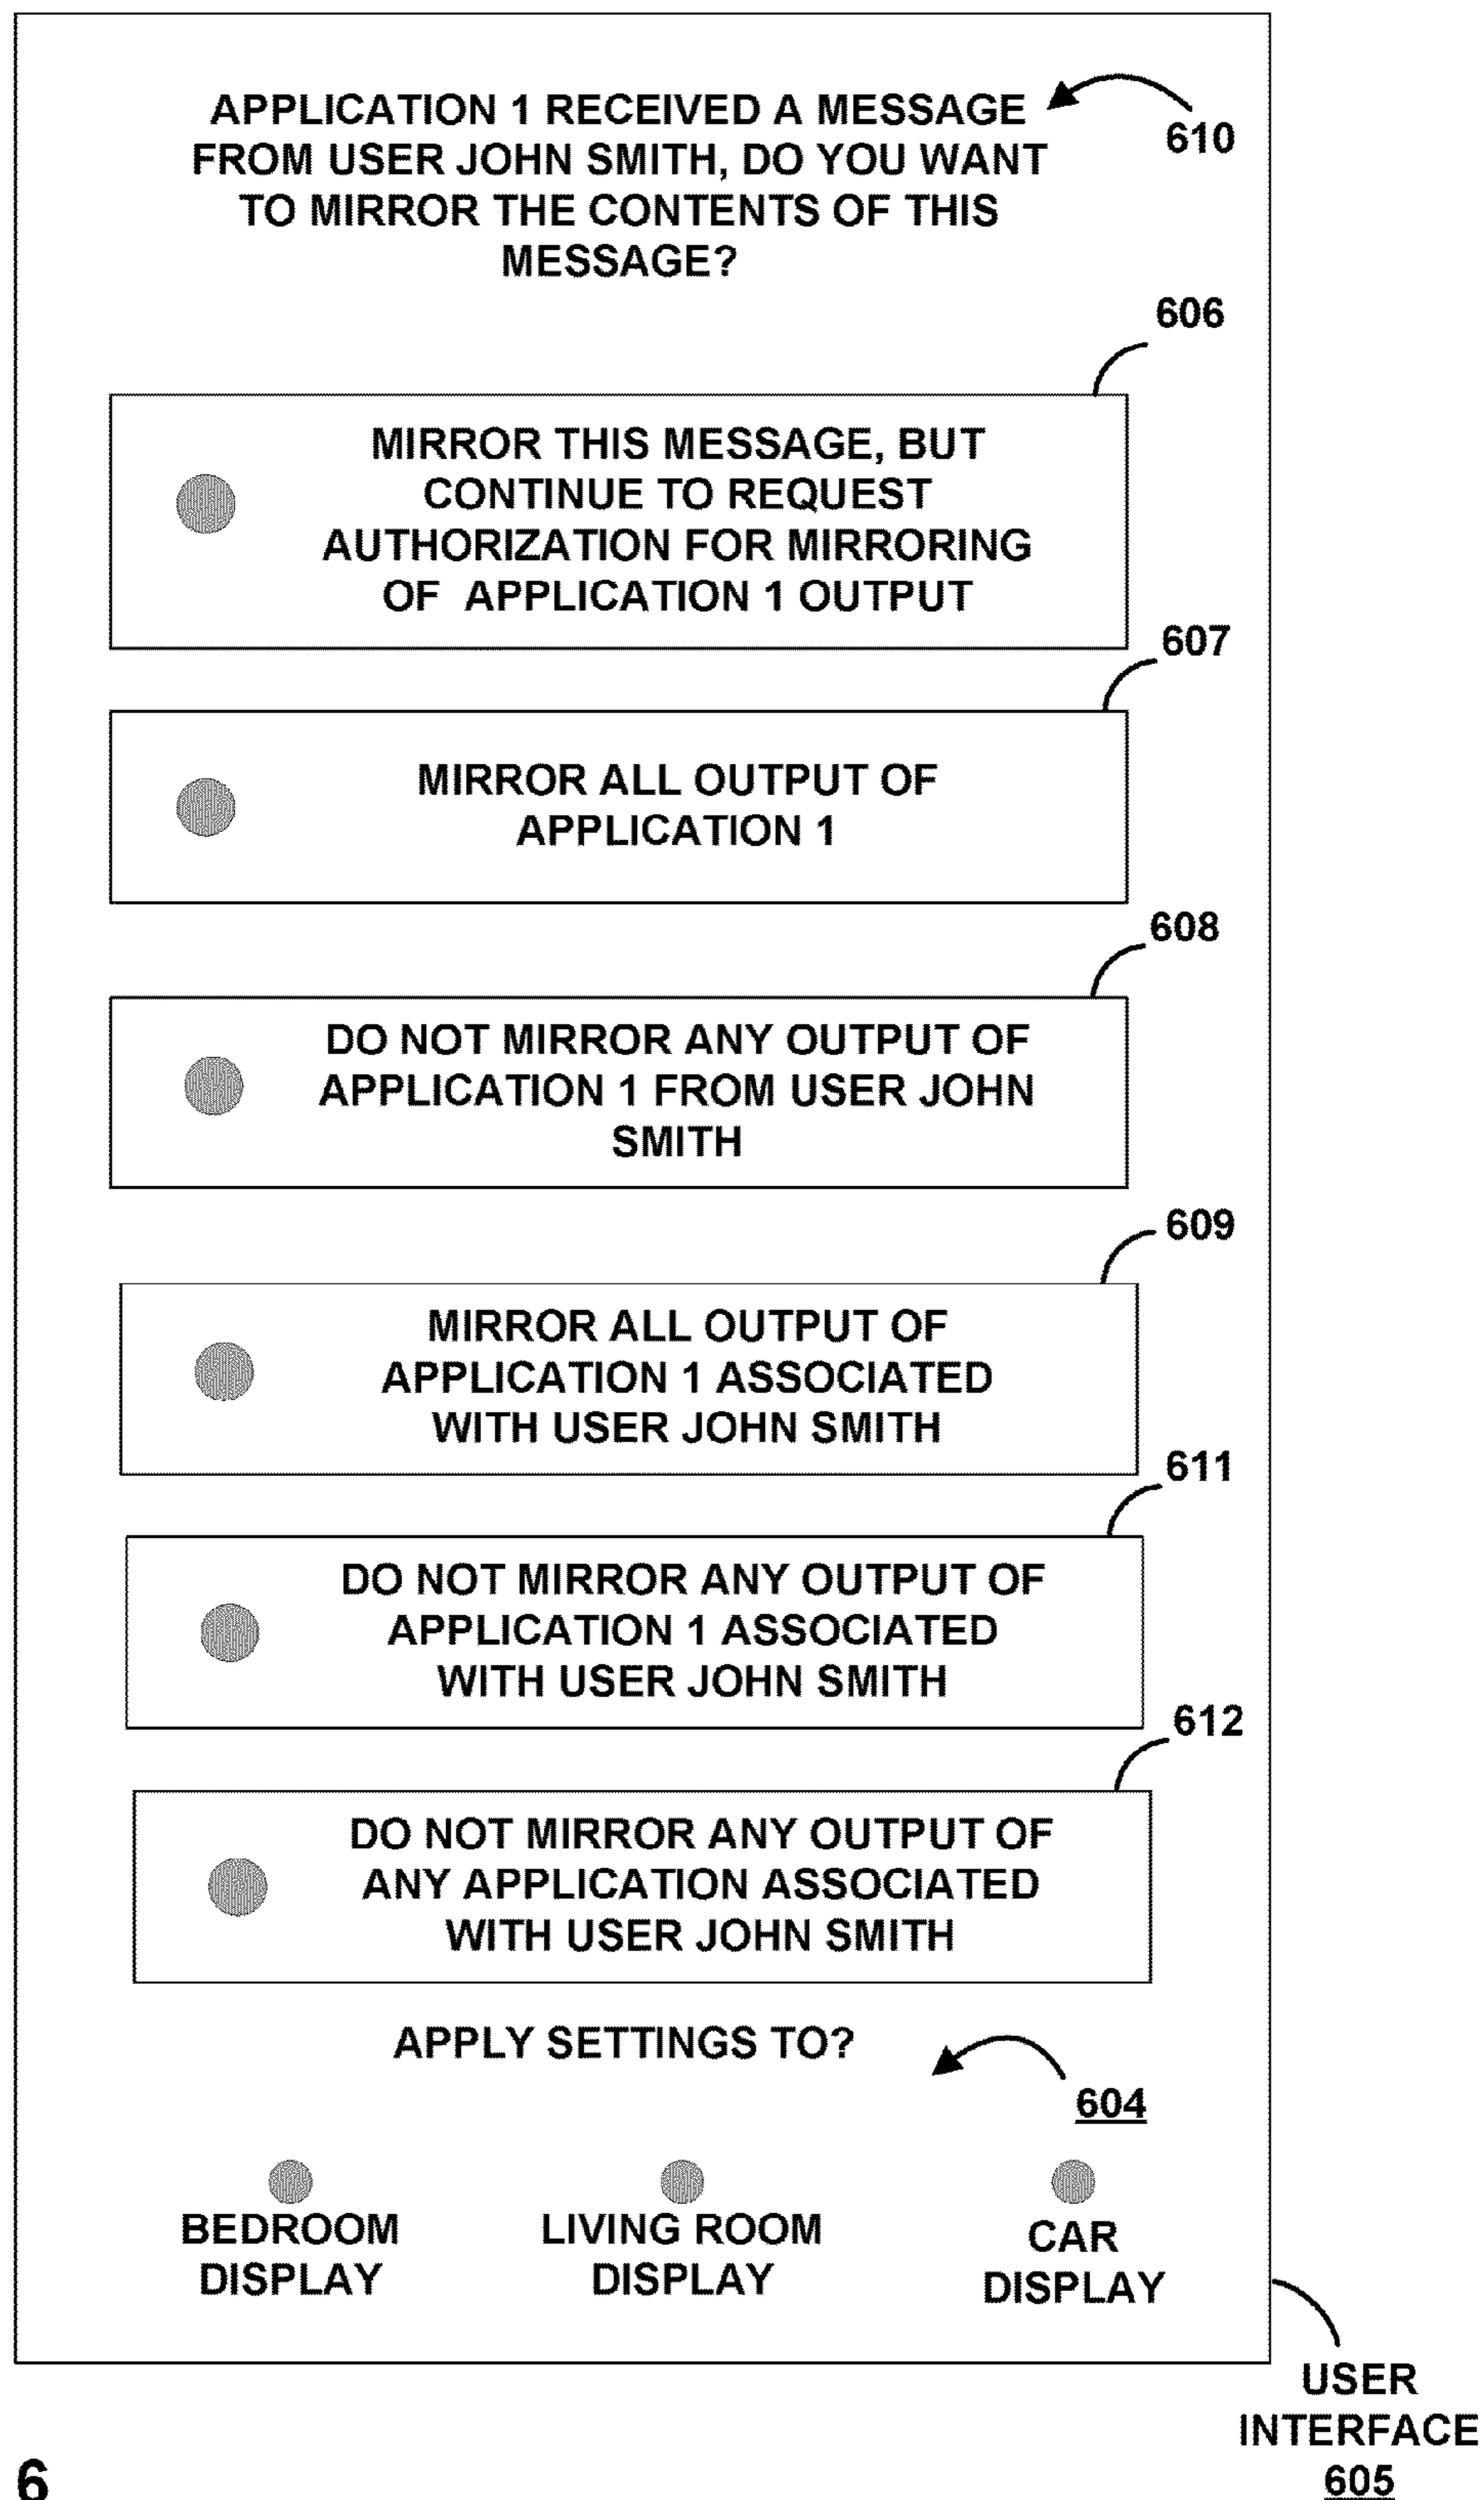 APPLICATION 1 RECEIVED A MESSAGE
FROM USER JOHN SMITH, DO YOU WANT
TO MIRROR THE CONTENTS OF THIS
MESSAGE?
610
606
MIRROR THIS MESSAGE, BUT
CONTINUE TO REQUEST
AUTHORIZATION FOR MIRRORING
OF APPLICATION 1 OUTPUT
607
MIRROR ALL OUTPUT OF
APPLICATION 1
608
DO NOT MIRROR ANY OUTPUT OF
APPLICATION 1 FROM USER JOHN
SMITH
609
MIRROR ALL OUTPUT OF
APPLICATION 1 ASSOCIATED
WITH USER JOHN SMITH
611
DO NOT MIRROR ANY OUTPUT OF
APPLICATION 1 ASSOCIATED
WITH USER JOHN SMITH
612
DO NOT MIRROR ANY OUTPUT OF
ANY APPLICATION ASSOCIATED
WITH USER JOHN SMITH
APPLY SETTINGS TO?
604
BEDROOM
DISPLAY
LIVING ROOM
DISPLAY
CAR
DISPLAY
USER
INTERFACE
605
6